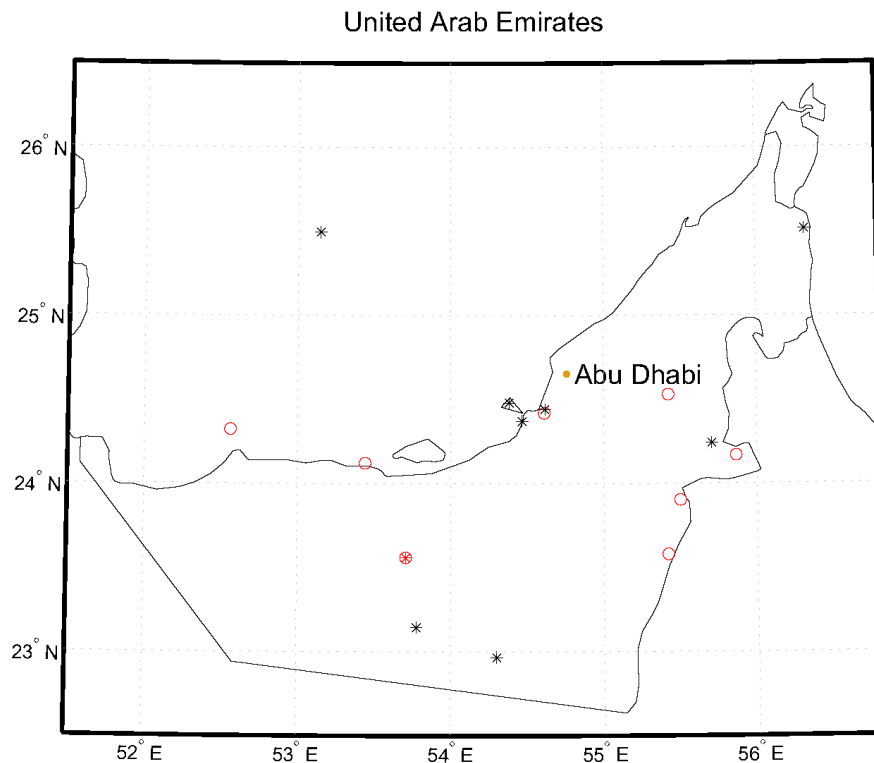 United Arab Emirates
26° N
25° N
24° N
23° N
Abu Dhabi
52° E
53° E
54° E
55° E
56° E